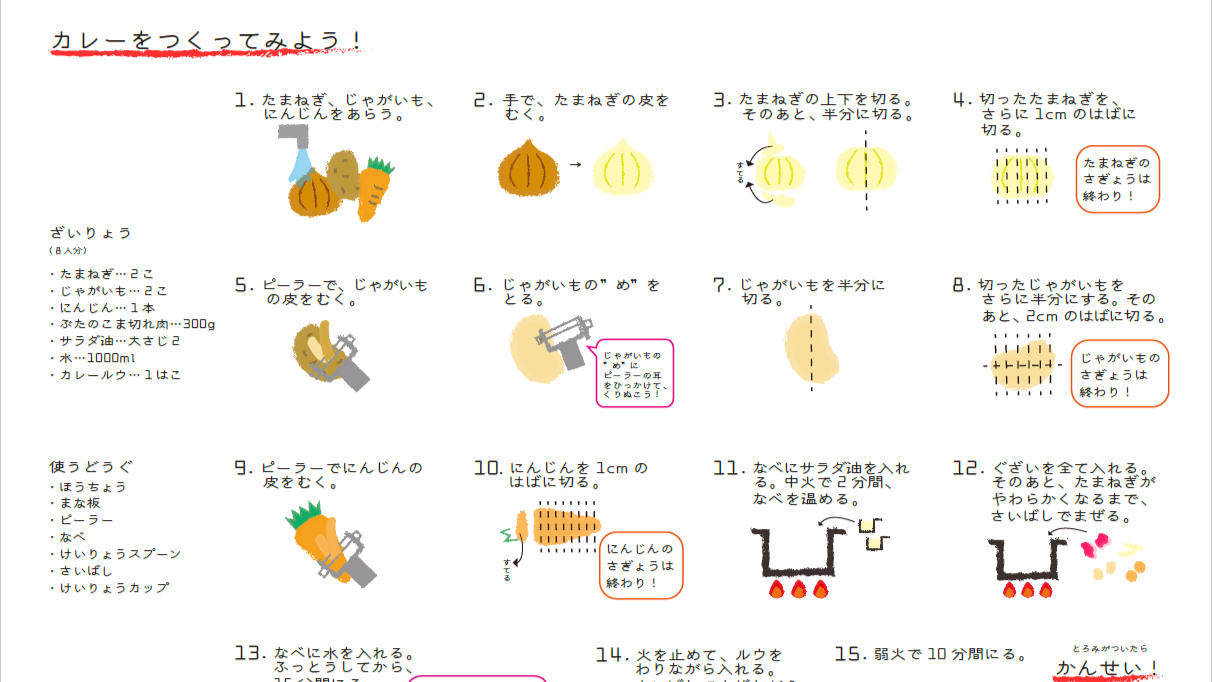 カレーをつくってみよう！
ざいりょう
(８人分)
・たまねぎ…２こ
・じゃがいも…２こ
・にんじん…１本
・ぶたのこま切れ肉…300g
・サラダ油…大さじ２
・水…1000ml
・カレールウ…１はこ
使うどうぐ
・ほうちょう
・まな板
・ピーラー
・なべ
・けいりょうスプーン
・さいばし
・けいりょうカップ
1. たまねぎ、じゃがいも、
にんじんをあらう。
2. 手で、たまねぎの皮を
むく。
3. たまねぎの上下を切る。
そのあと、半分に切る。
すてる
4. 切ったたまねぎを、
さらに 1cm のはばに
切る。
たまねぎの
さぎょうは
終わり！
5. ピーラーで、じゃがいも
の皮をむく。
6. じゃがいもの”め”を
とる。
じゃがいもの
”め”に
ピーラーの耳
をひっかけて、
くりぬこう！
7. じゃがいもを半分に
切る。
8. 切ったじゃがいもを
さらに半分にする。その
あと、2cm のはばに切る。
じゃがいもの
さぎょうは
終わり！
9. ピーラーでにんじんの
皮をむく。
10. にんじんを 1cm の
はばに切る。
すてる
にんじんの
さぎょうは
終わり！
11. なべにサラダ油を入れ
る。中火で２分間、
なべを温める。
12. ぐざいを全て入れる。
そのあと、たまねぎが
やわらかくなるまで、
さいばしでまぜる。
13. なべに水を入れる。
ふっとうしてから、
14. 火を止めて、ルウを
わりながら入れる。
15. 弱火で 10 分間にる。
とろみがついたら
かんせい！